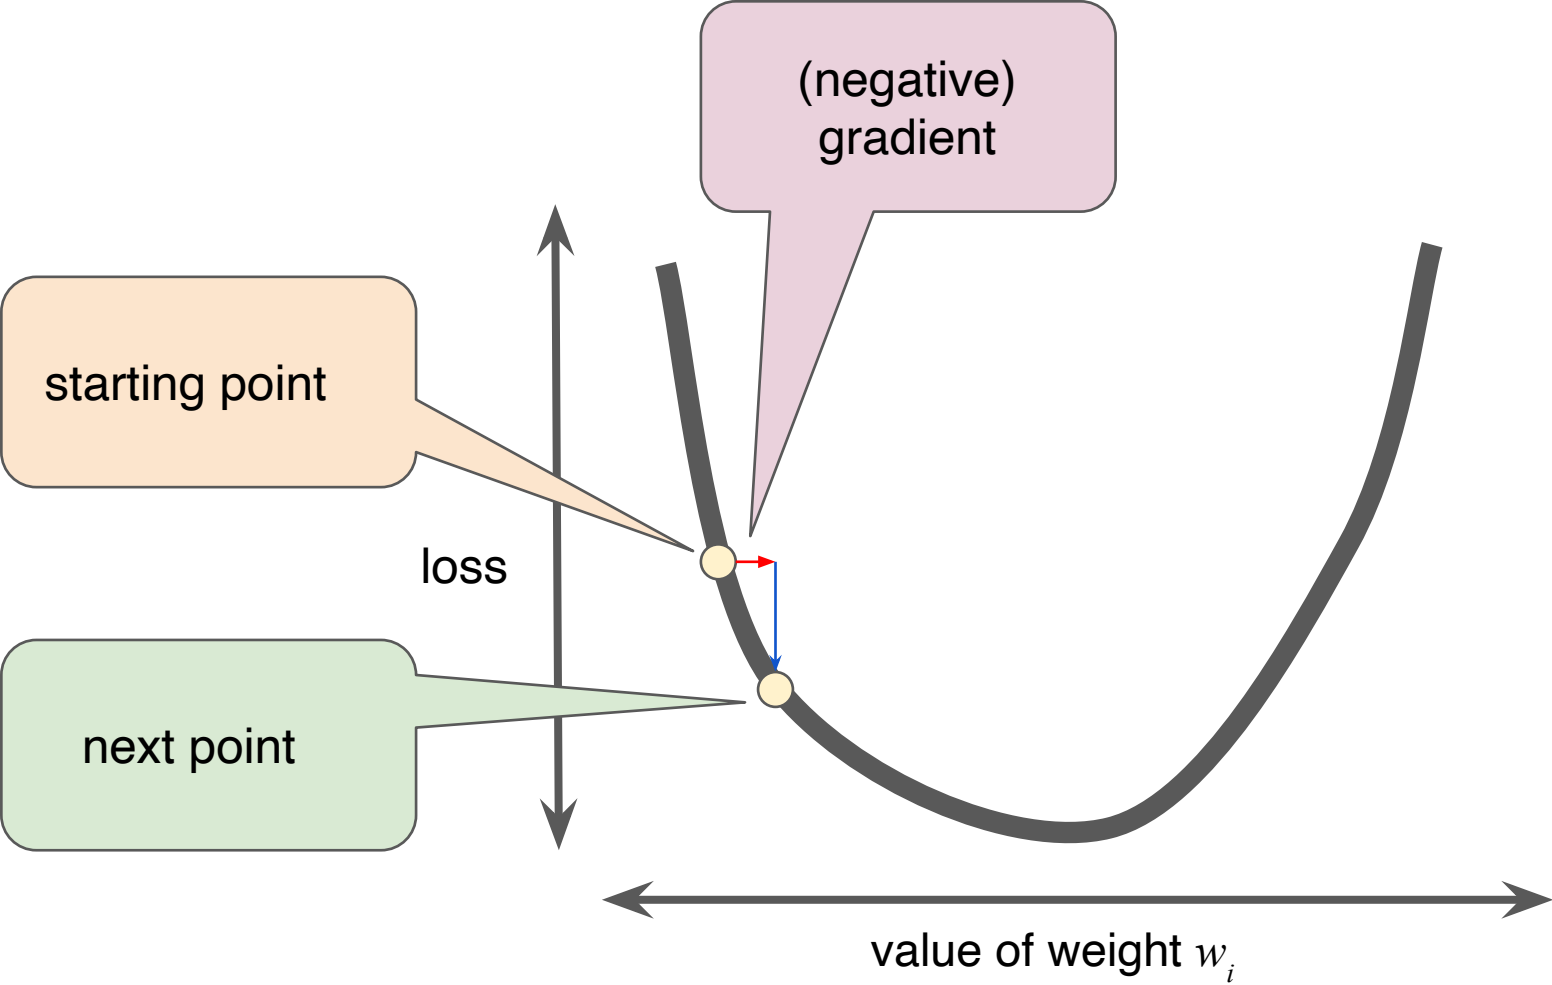 (negative)
gradient
starting point
loss
next point
value of weight wᵢ